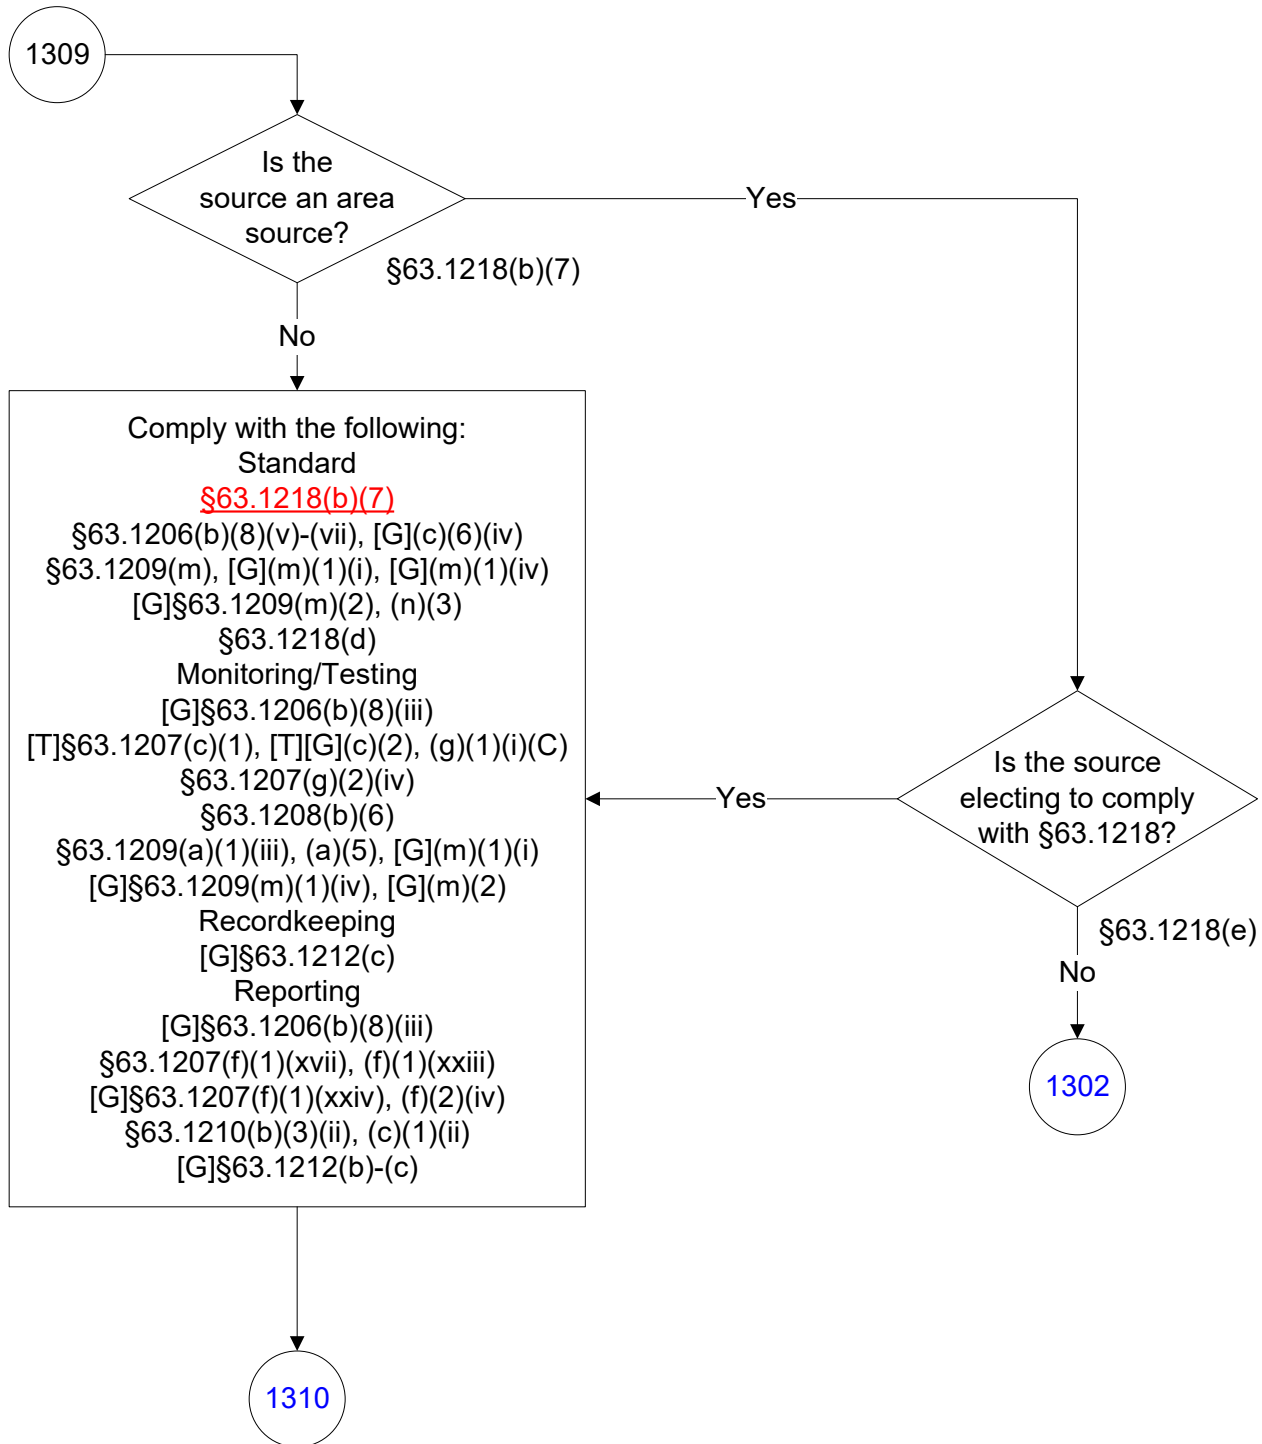 1309
Is the
source an area
source?
Yes
§63.1218(b)(7)
No
Comply with the following:
Standard
§63.1218(b)(7)
§63.1206(b)(8)(v)-(vii), [G](c)(6)(iv)
§63.1209(m), [G](m)(1)(i), [G](m)(1)(iv)
[G]§63.1209(m)(2), (n)(3)
§63.1218(d)
Monitoring/Testing
[G]§63.1206(b)(8)(iii)
[T]§63.1207(c)(1), [T][G](c)(2), (g)(1)(i)(C)
§63.1207(g)(2)(iv)
§63.1208(b)(6)
§63.1209(a)(1)(iii), (a)(5), [G](m)(1)(i)
[G]§63.1209(m)(1)(iv), [G](m)(2)
Recordkeeping
[G]§63.1212(c)
Reporting
[G]§63.1206(b)(8)(iii)
§63.1207(f)(1)(xvii), (f)(1)(xxiii)
[G]§63.1207(f)(1)(xxiv), (f)(2)(iv)
§63.1210(b)(3)(ii), (c)(1)(ii)
[G]§63.1212(b)-(c)
Yes
Is the source
electing to comply
with §63.1218?
§63.1218(e)
No
1302
1310